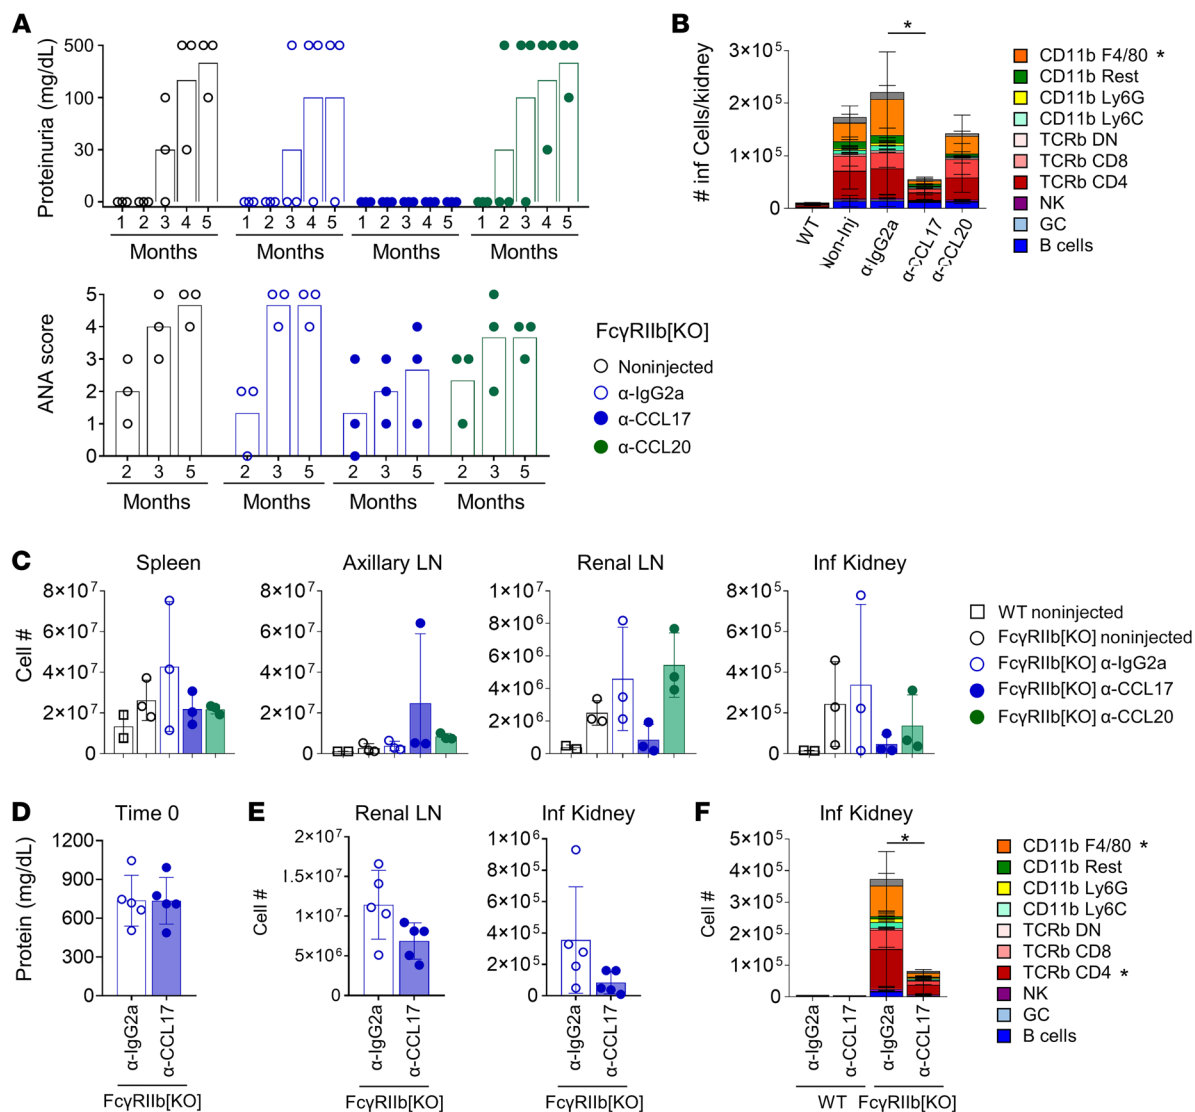 A
Proteinuria (mg/dL)
500
100
30
0
1 2 3 4 5 1 2 3 4 5 1 2 3 4 5 1 2 3 4 5
Months Months Months Months
B
# inf Cells/kidney
3×10⁵
2×10⁵
1×10⁵
0
*
WT
Non-Inj
α-IgG2a
α-CCL17
α-CCL20
CD11b F4/80 *
CD11b Rest
CD11b Ly6G
CD11b Ly6C
TCRb DN
TCRb CD8
TCRb CD4
NK
GC
B cells
ANA score
5
4
3
2
1
0
2 3 5 2 3 5 2 3 5 2 3 5
Months Months Months Months
FcγRIIb[KO]
Noninjected
α-IgG2a
α-CCL17
α-CCL20
C
Spleen
Cell #
8×10⁷
6×10⁷
4×10⁷
2×10⁷
0
Axillary LN
8×10⁷
6×10⁷
4×10⁷
2×10⁷
0
Renal LN
1×10⁷
8×10⁶
6×10⁶
4×10⁶
2×10⁶
0
Inf Kidney
8×10⁵
6×10⁵
4×10⁵
2×10⁵
0
WT noninjected
FcγRIIb[KO] noninjected
FcγRIIb[KO] α-IgG2a
FcγRIIb[KO] α-CCL17
FcγRIIb[KO] α-CCL20
D
Time 0
Protein (mg/dL)
1200
900
600
300
0
α-IgG2a
α-CCL17
FcγRIIb[KO]
E
Renal LN
Cell #
2×10⁷
1.5×10⁷
1×10⁷
5×10⁶
0
α-IgG2a
α-CCL17
FcγRIIb[KO]
Inf Kidney
1×10⁶
8×10⁵
6×10⁵
4×10⁵
2×10⁵
0
α-IgG2a
α-CCL17
FcγRIIb[KO]
F
Inf Kidney
Cell #
5×10⁵
4×10⁵
3×10⁵
2×10⁵
1×10⁵
0
*
α-IgG2a
α-CCL17
α-IgG2a
α-CCL17
WT FcγRIIb[KO]
CD11b F4/80 *
CD11b Rest
CD11b Ly6G
CD11b Ly6C
TCRb DN
TCRb CD8
TCRb CD4 *
NK
GC
B cells